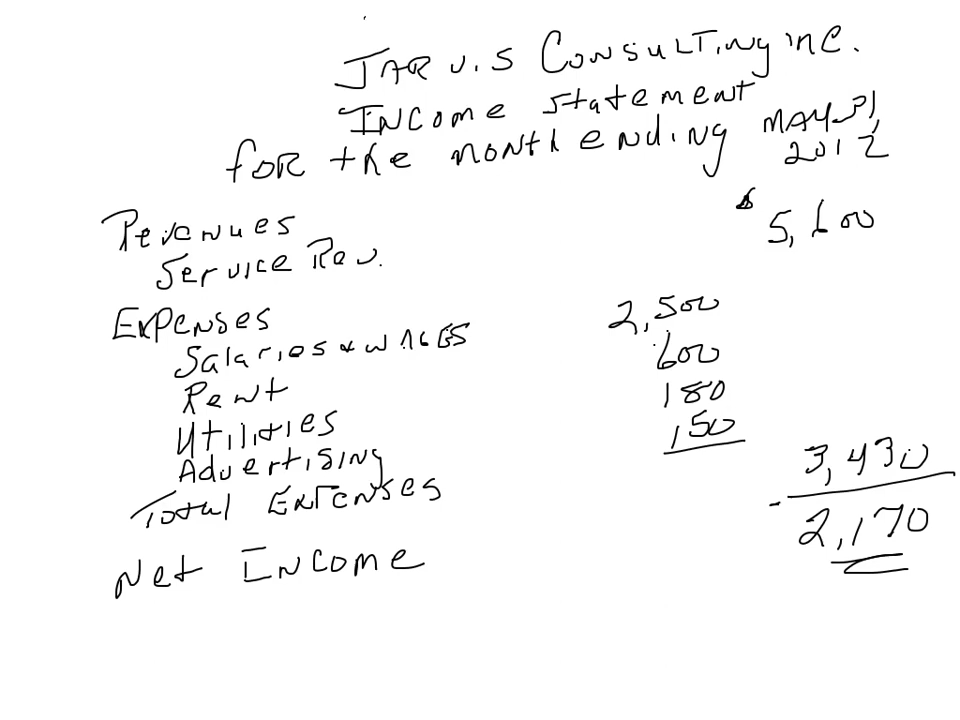 JARVIS CONSULTING INC.
INCOME STATEMENT
FOR the month ending MAY 31, 2012
Revenues $ 5,600
Service Rev.
Expenses
Salaries & WAGES 2,500
Rent 600
Utilities 180
Advertising 150
Total Expenses 3,430
Net Income - 2,170